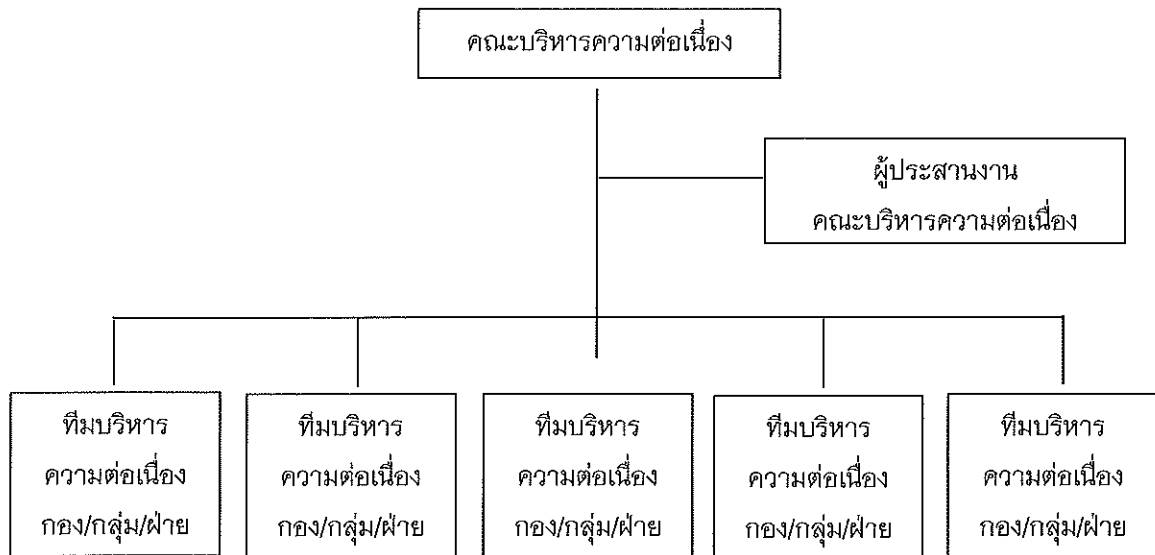 คณะบริหารความต่อเนื่อง
ผู้ประสานงาน
คณะบริหารความต่อเนื่อง
ทีมบริหาร
ความต่อเนื่อง
กอง/กลุ่ม/ฝ่าย
ทีมบริหาร
ความต่อเนื่อง
กอง/กลุ่ม/ฝ่าย
ทีมบริหาร
ความต่อเนื่อง
กอง/กลุ่ม/ฝ่าย
ทีมบริหาร
ความต่อเนื่อง
กอง/กลุ่ม/ฝ่าย
ทีมบริหาร
ความต่อเนื่อง
กอง/กลุ่ม/ฝ่าย